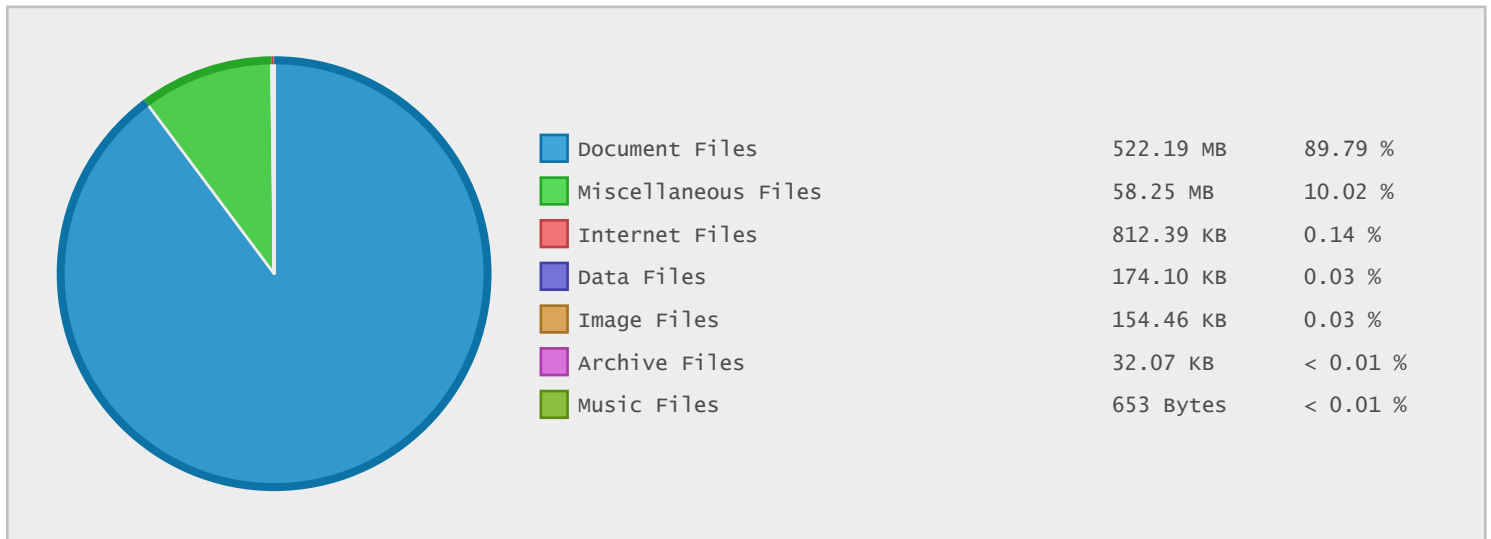 Document Files 522.19 MB 89.79 %
Miscellaneous Files 58.25 MB 10.02 %
Internet Files 812.39 KB 0.14 %
Data Files 174.10 KB 0.03 %
Image Files 154.46 KB 0.03 %
Archive Files 32.07 KB < 0.01 %
Music Files 653 Bytes < 0.01 %